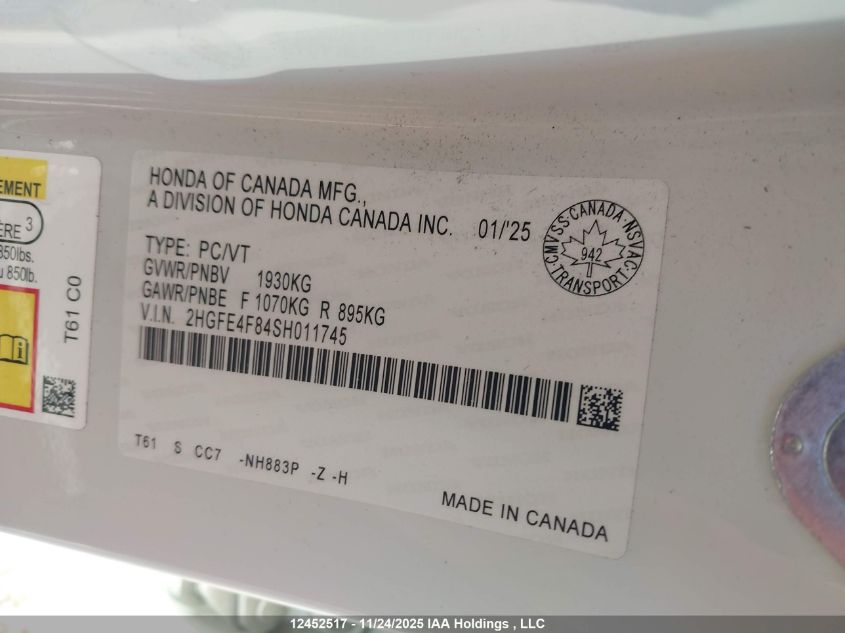 EMENT
ÈRE 3
850lbs.
850lb.
T61 C0
HONDA OF CANADA MFG.,
A DIVISION OF HONDA CANADA INC. 01/'25
CMVSS·CANADA·NSVAC
942
TRANSPORT
TYPE: PC/VT
GVWR/PNBV 1930KG
GAWR/PNBE F 1070KG R 895KG
V.I.N. 2HGFE4F84SH011745
T61 S CC7 -NH883P -Z -H
MADE IN CANADA
12452517 - 11/24/2025 IAA Holdings , LLC